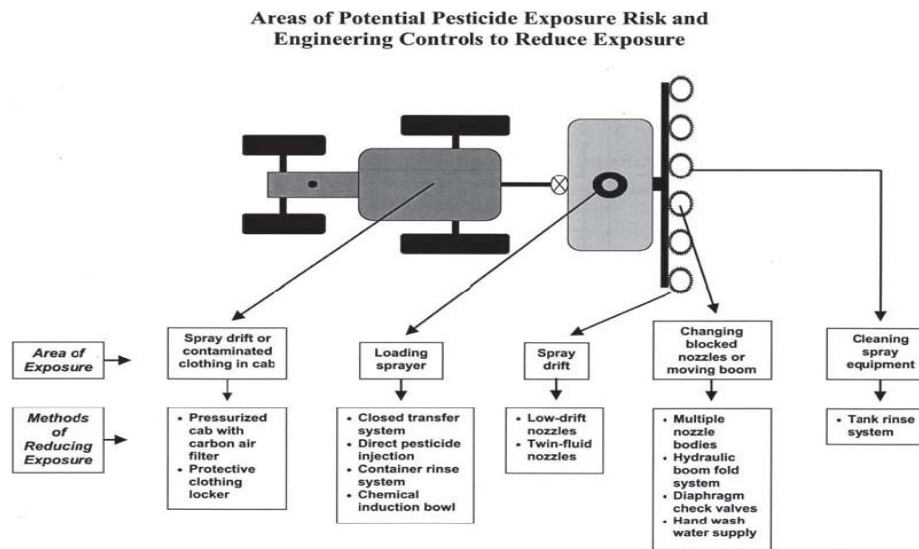 Areas of Potential Pesticide Exposure Risk and
Engineering Controls to Reduce Exposure
Area of
Exposure
Spray drift or
contaminated
clothing in cab
Loading
sprayer
Spray
drift
Changing
blocked
nozzles or
moving boom
Cleaning
spray
equipment
Methods
of
Reducing
Exposure
• Pressurized
cab with
carbon air
filter
• Protective
clothing
locker
• Closed transfer
system
• Direct pesticide
injection
• Container rinse
system
• Chemical
induction bowl
• Low-drift
nozzles
• Twin-fluid
nozzles
• Multiple
nozzle
bodies
• Hydraulic
boom fold
system
• Diaphragm
check valves
• Hand wash
water supply
• Tank rinse
system